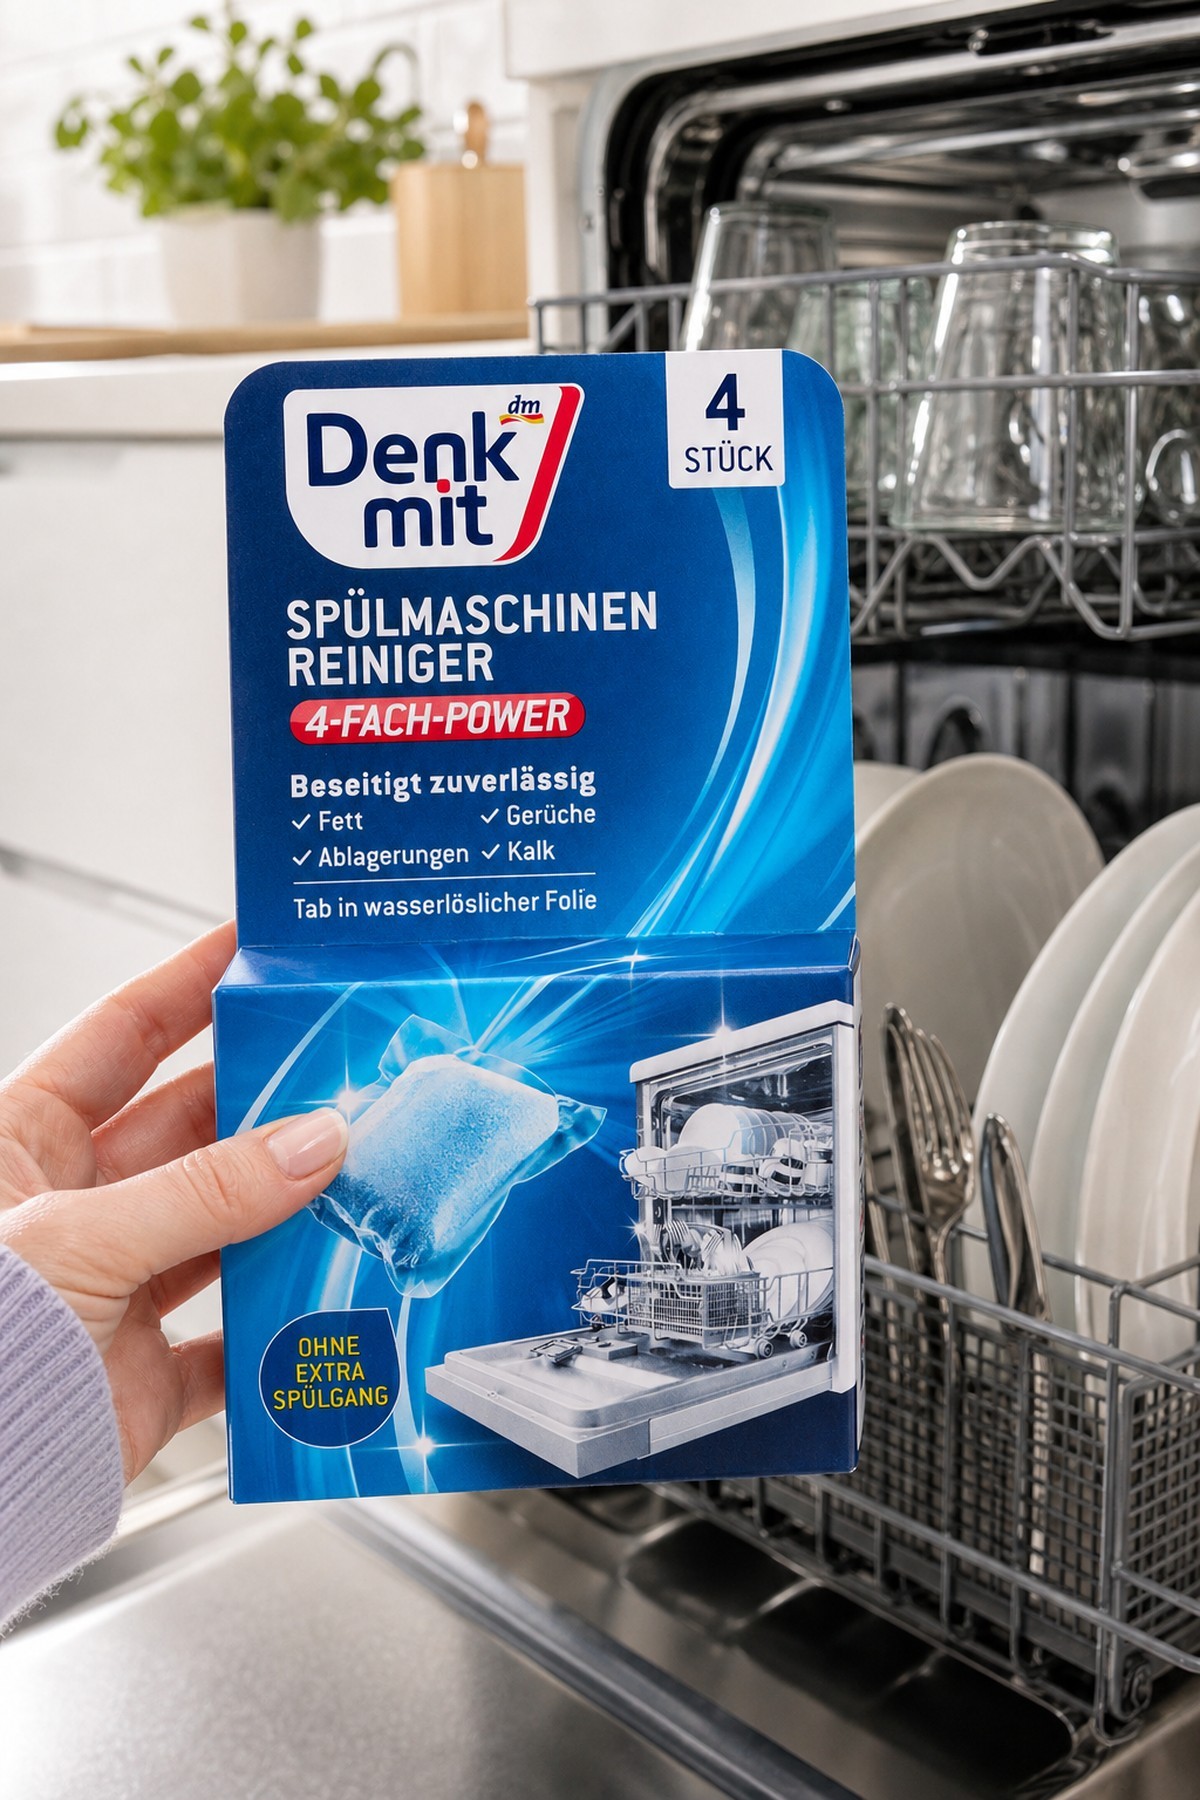 dm
Denk
mit
4
STÜCK
SPÜLMASCHINEN
REINIGER
4-FACH-POWER
Beseitigt zuverlässig
✓ Fett ✓ Gerüche
✓ Ablagerungen ✓ Kalk
Tab in wasserlöslicher Folie
OHNE
EXTRA
SPÜLGANG